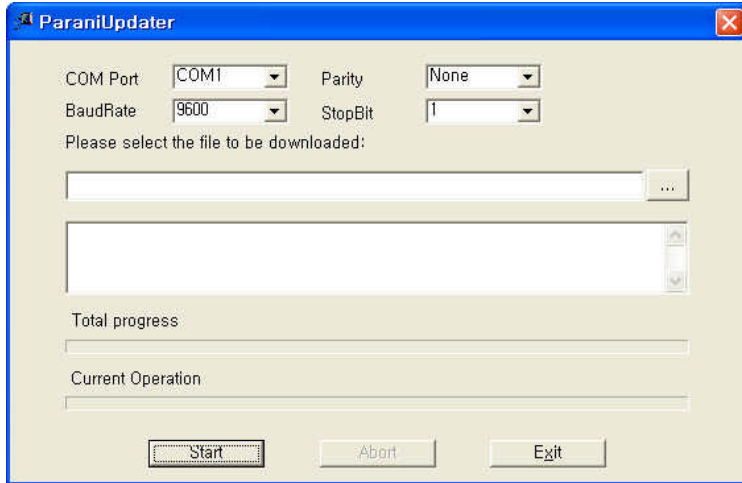 ParaniUpdater
COM Port COM1 Parity None
BaudRate 9600 StopBit 1
Please select the file to be downloaded:
...
Total progress
Current Operation
Start Abort Exit